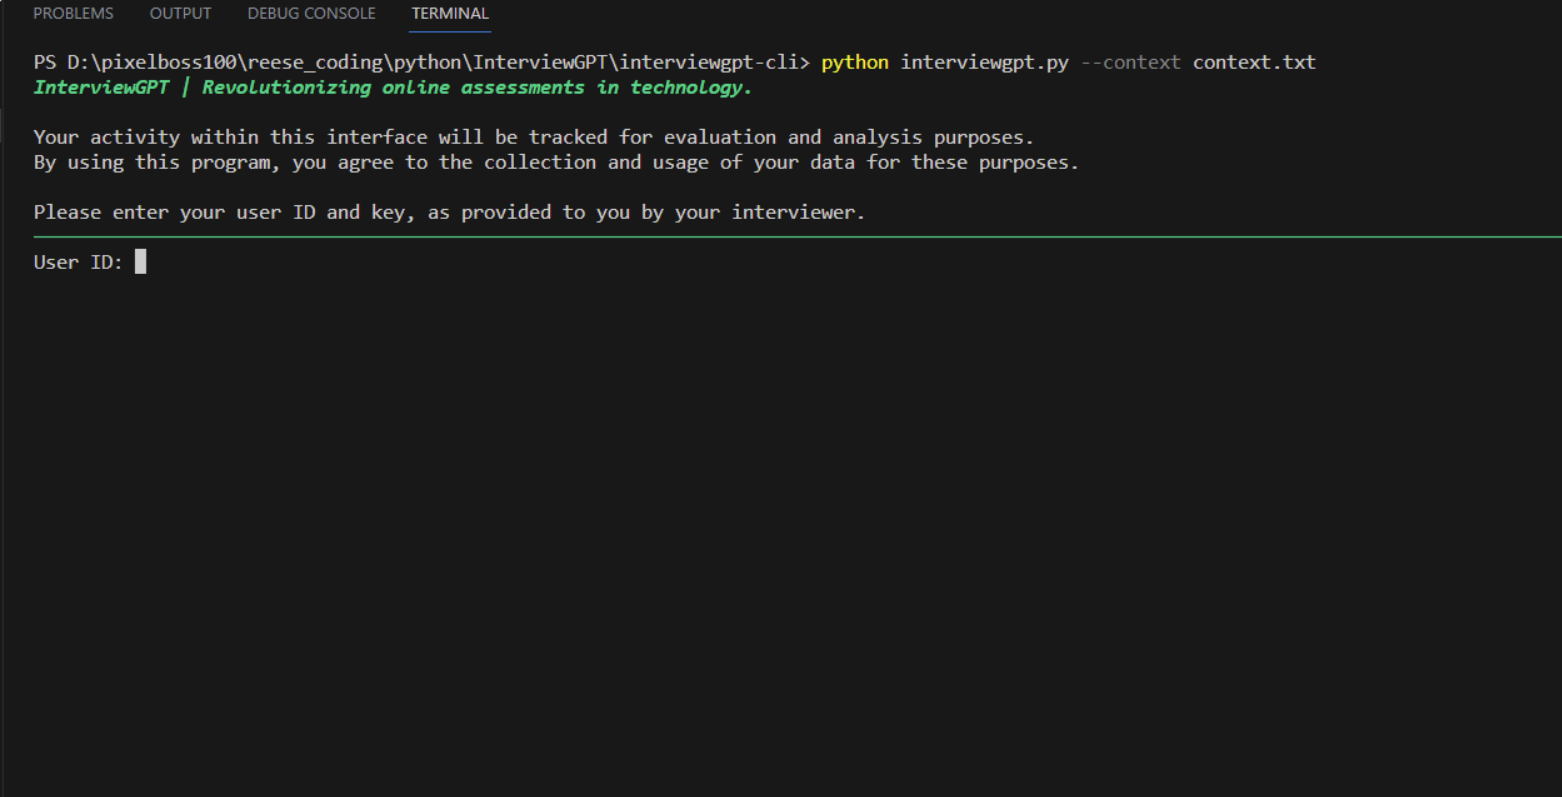 PROBLEMS OUTPUT DEBUG CONSOLE TERMINAL
PS D:\pixelboss100\reese_coding\python\InterviewGPT\interviewgpt-cli> python interviewgpt.py --context context.txt
InterviewGPT | Revolutionizing online assessments in technology.
Your activity within this interface will be tracked for evaluation and analysis purposes.
By using this program, you agree to the collection and usage of your data for these purposes.
Please enter your user ID and key, as provided to you by your interviewer.
User ID: